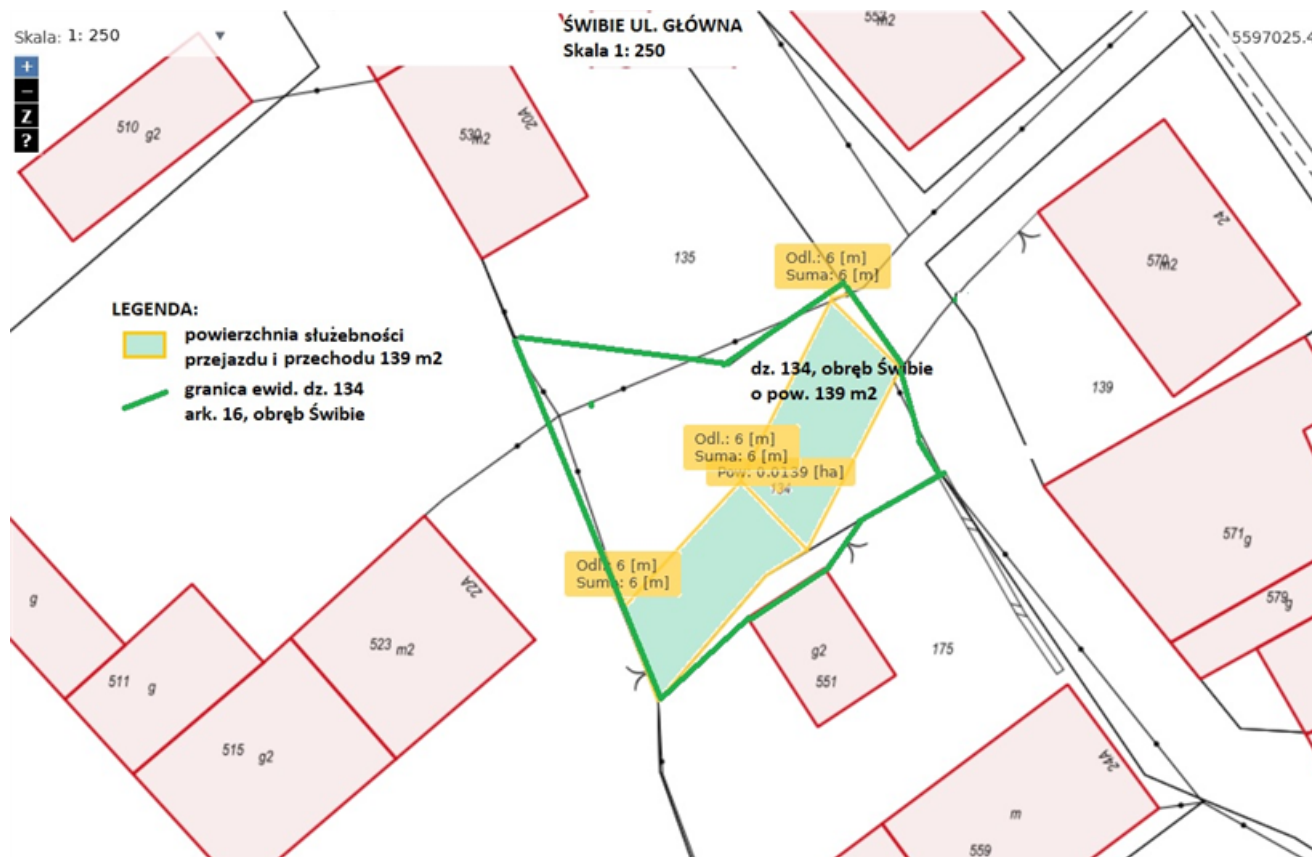 ŚWIBIE UL. GŁÓWNA
Skala 1: 250
Skala: 1: 250
5597025.4
+
−
Z
?
510 g2
530 m2
20A
m2
24
570 m2
135
Odl.: 6 [m]
Suma: 6 [m]
LEGENDA:
powierzchnia służebności
przejazdu i przechodu 139 m2
granica ewid. dz. 134
ark. 16, obręb Świbie
dz. 134, obręb Świbie
o pow. 139 m2
139
Odl.: 6 [m]
Suma: 6 [m]
Pow: 0.0139 [ha]
134
571 g
Odl.: 6 [m]
Suma: 6 [m]
22A
g
579 g
523 m2
g2
551
175
511 g
515 g2
24A
m
559